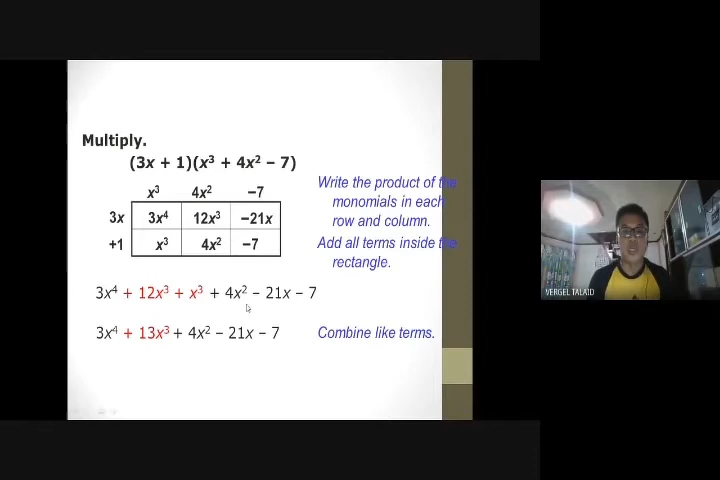 Multiply.
(3x + 1)(x³ + 4x² – 7)
x³ 4x² –7
3x 3x⁴ 12x³ –21x
+1 x³ 4x² –7
Write the product of the
monomials in each
row and column.
Add all terms inside the
rectangle.
3x⁴ + 12x³ + x³ + 4x² – 21x – 7
3x⁴ + 13x³ + 4x² – 21x – 7
Combine like terms.
VERGEL TALAID